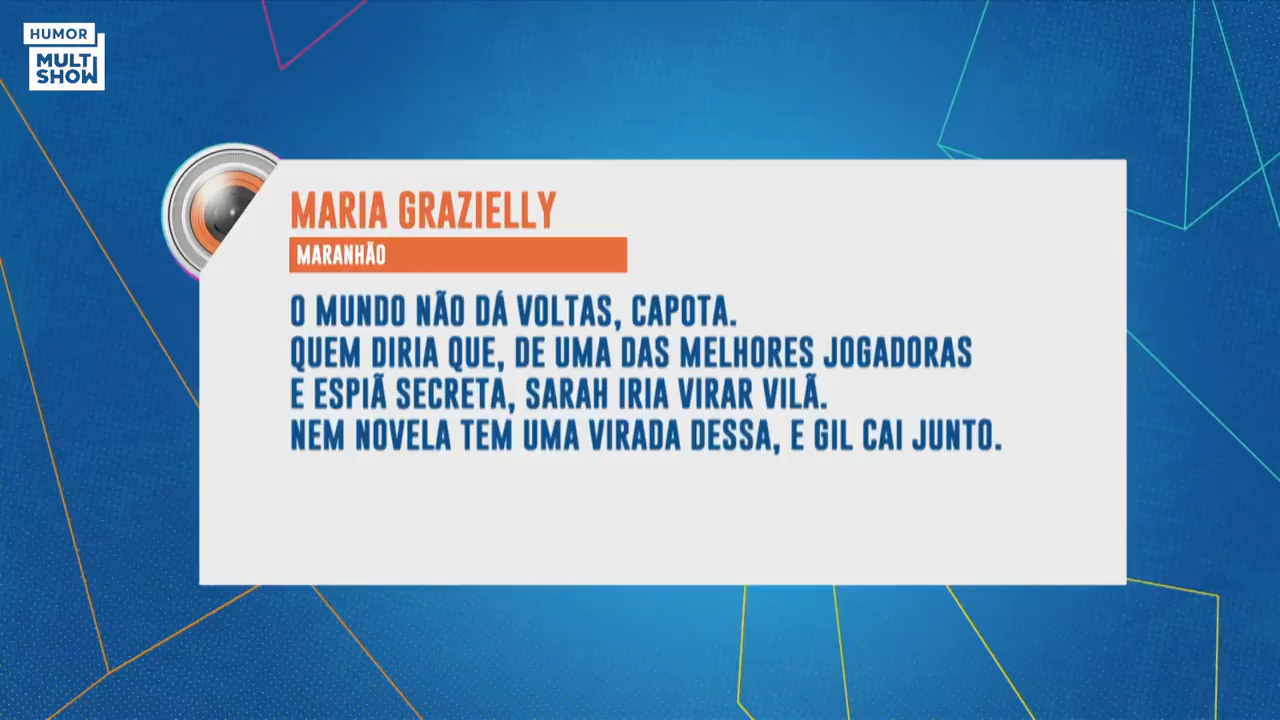 HUMOR
MULTI
SHOW
MARIA GRAZIELLY
MARANHÃO
O MUNDO NÃO DÁ VOLTAS, CAPOTA.
QUEM DIRIA QUE, DE UMA DAS MELHORES JOGADORAS
E ESPIÃ SECRETA, SARAH IRIA VIRAR VILÃ.
NEM NOVELA TEM UMA VIRADA DESSA, E GIL CAI JUNTO.